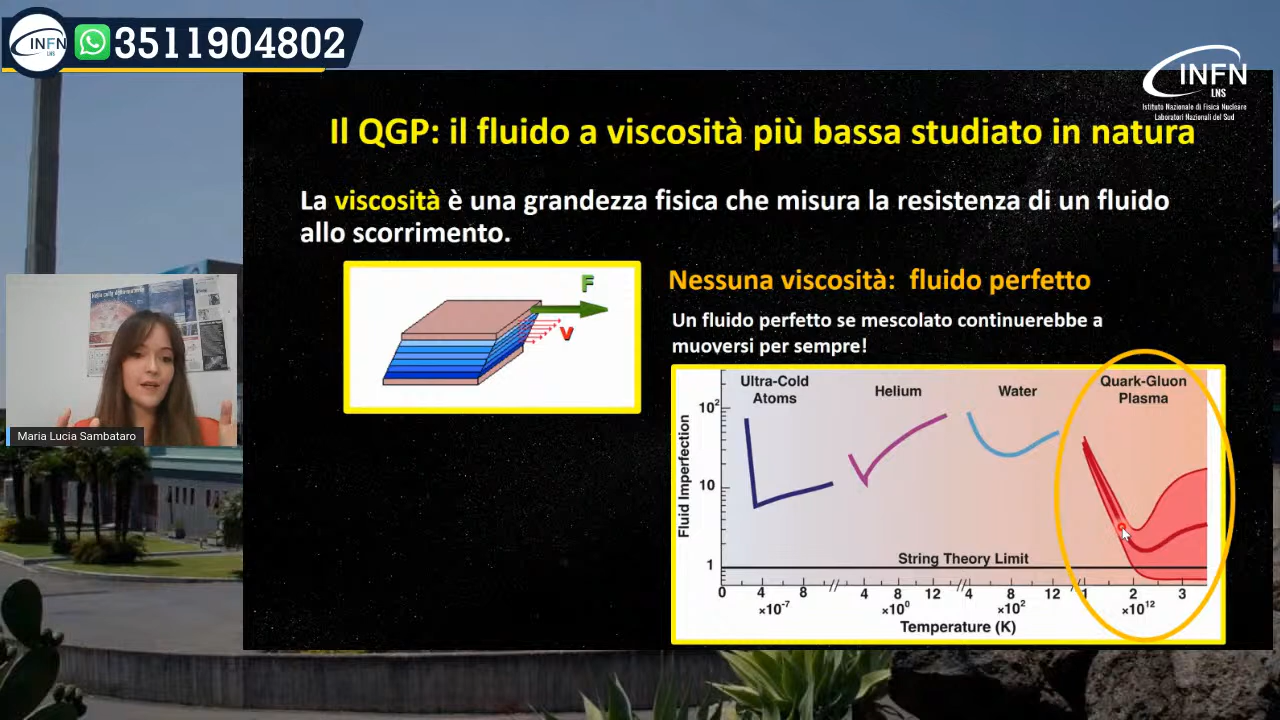 INFN
LNS
3511904802
INFN
LNS
Istituto Nazionale di Fisica Nucleare
Laboratori Nazionali del Sud
Il QGP: il fluido a viscosità più bassa studiato in natura
La viscosità è una grandezza fisica che misura la resistenza di un fluido
allo scorrimento.
F
v
Nessuna viscosità: fluido perfetto
Un fluido perfetto se mescolato continuerebbe a
muoversi per sempre!
Ultra-Cold
Atoms
Helium
Water
Quark-Gluon
Plasma
Fluid Imperfection
10²
10
1
String Theory Limit
0 4 8 4 8 12 4 8 12 1 2 3
×10⁻⁷ ×10⁰ ×10² ×10¹²
Temperature (K)
Maria Lucia Sambataro